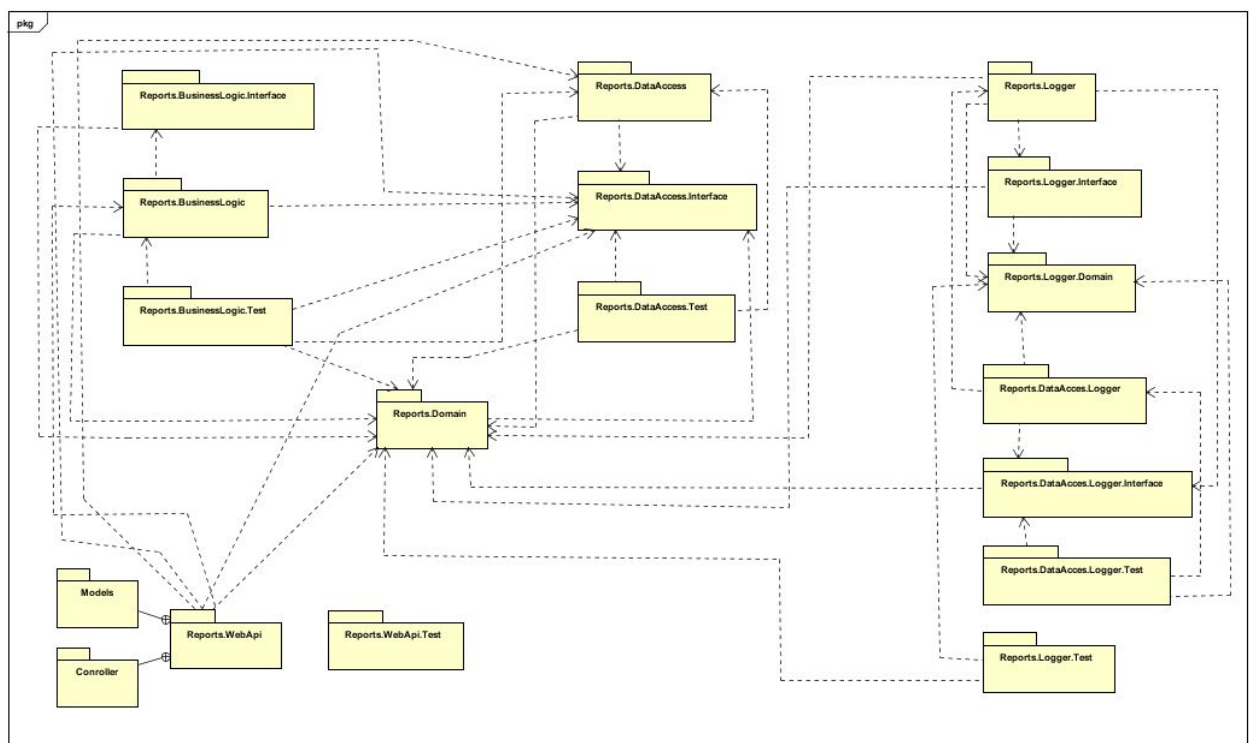 pkg
Reports.BusinessLogic.Interface
Reports.DataAccess
Reports.Logger
Reports.BusinessLogic
Reports.DataAccess.Interface
Reports.Logger.Interface
Reports.BusinessLogic.Test
Reports.DataAccess.Test
Reports.Logger.Domain
Reports.Domain
Reports.DataAcces.Logger
Reports.DataAcces.Logger.Interface
Reports.DataAcces.Logger.Test
Models
Reports.WebApi
Reports.WebApi.Test
Conroller
Reports.Logger.Test